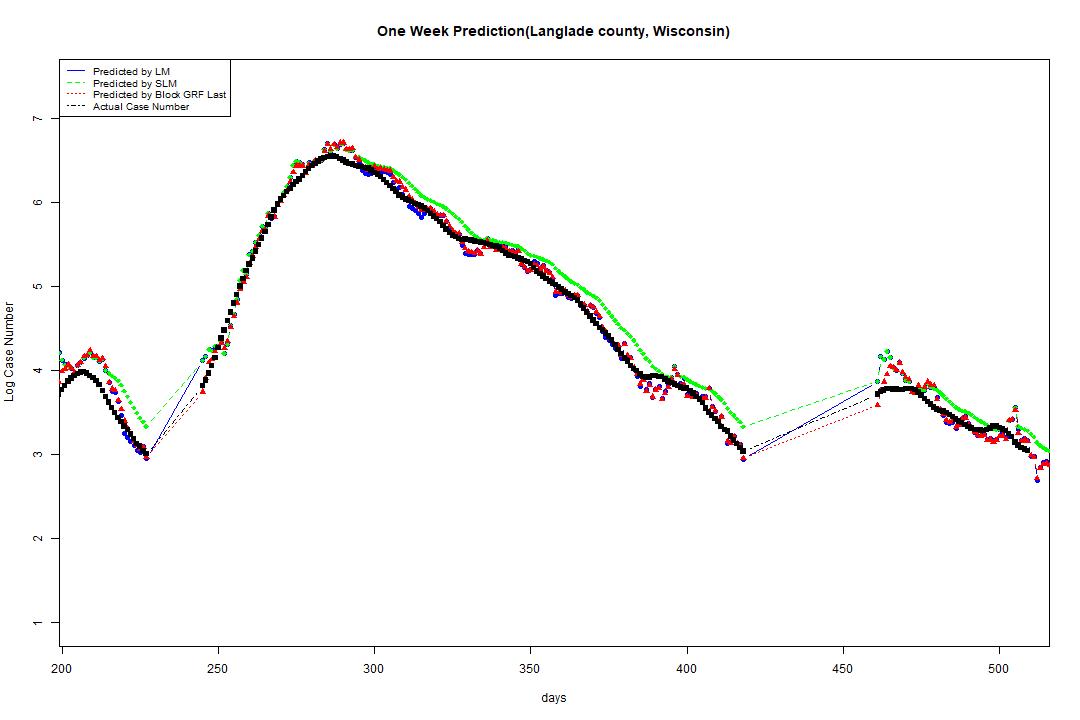 One Week Prediction(Langlade county, Wisconsin)
Predicted by LM
Predicted by SLM
Predicted by Block GRF Last
Actual Case Number
Log Case Number
7
6
5
4
3
2
1
200 250 300 350 400 450 500
days